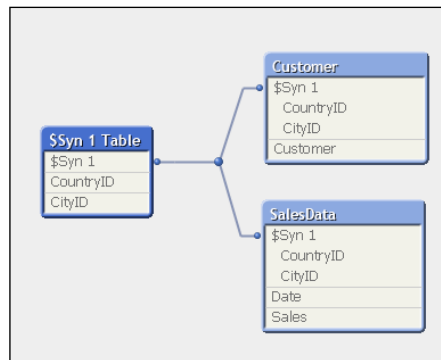 $Syn 1 Table
$Syn 1
CountryID
CityID
Customer
$Syn 1
CountryID
CityID
Customer
SalesData
$Syn 1
CountryID
CityID
Date
Sales